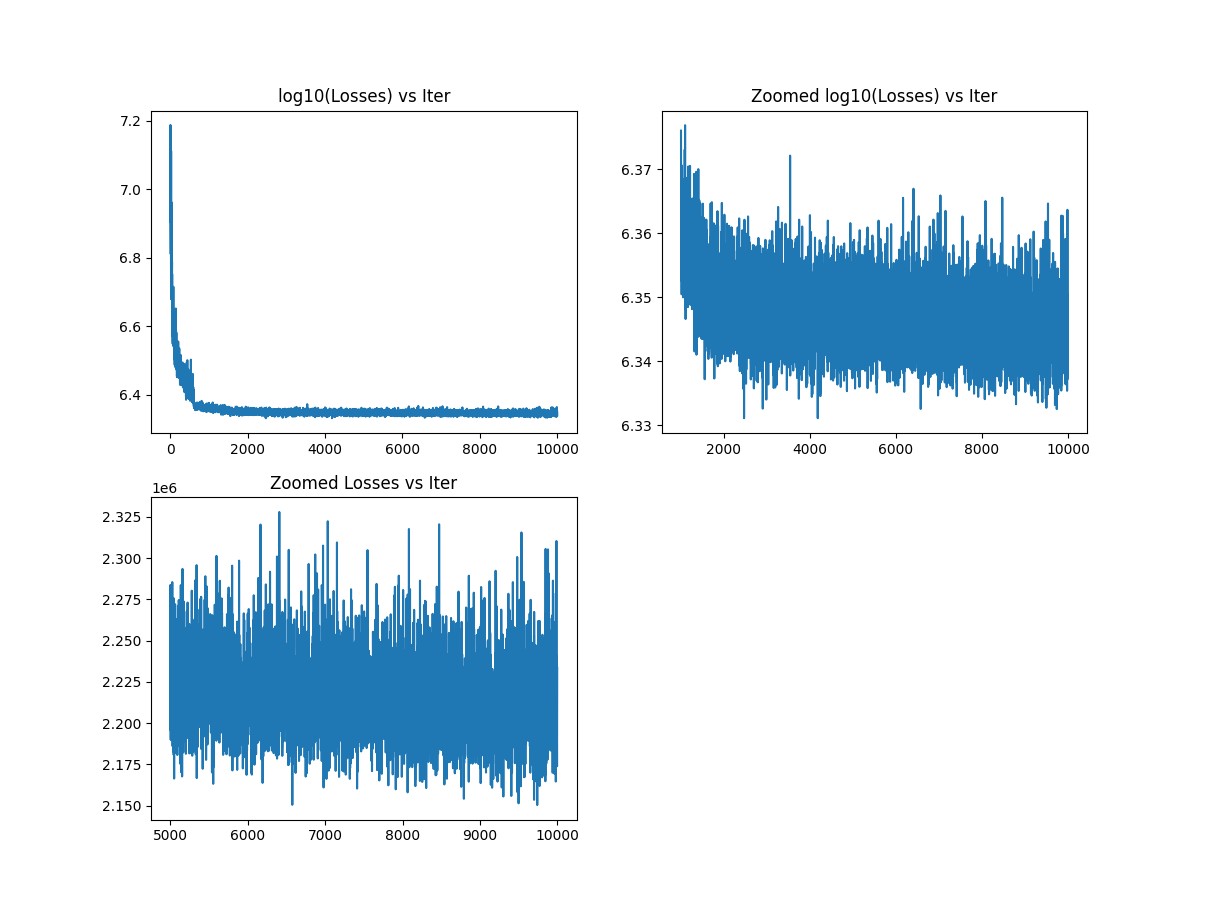 log10(Losses) vs Iter
7.2
7.0
6.8
6.6
6.4
0 2000 4000 6000 8000 10000
Zoomed log10(Losses) vs Iter
6.37
6.36
6.35
6.34
6.33
2000 4000 6000 8000 10000
Zoomed Losses vs Iter
1e6
2.325
2.300
2.275
2.250
2.225
2.200
2.175
2.150
5000 6000 7000 8000 9000 10000